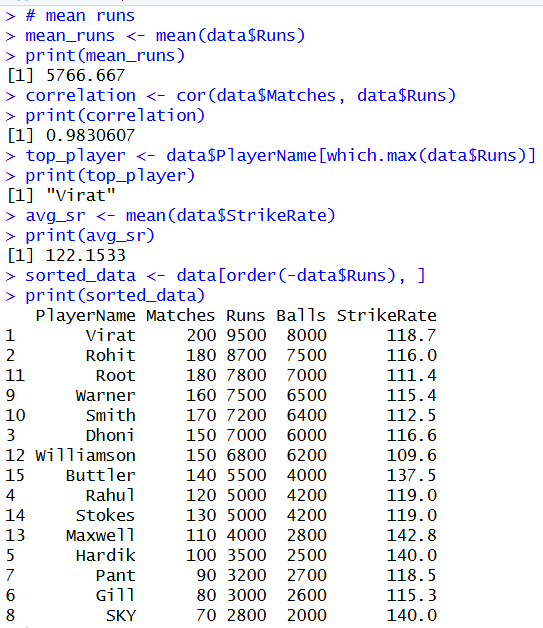 > # mean runs
> mean_runs <- mean(data$Runs)
> print(mean_runs)
[1] 5766.667
> correlation <- cor(data$Matches, data$Runs)
> print(correlation)
[1] 0.9830607
> top_player <- data$PlayerName[which.max(data$Runs)]
> print(top_player)
[1] "Virat"
> avg_sr <- mean(data$StrikeRate)
> print(avg_sr)
[1] 122.1533
> sorted_data <- data[order(-data$Runs), ]
> print(sorted_data)
   PlayerName Matches Runs Balls StrikeRate
1       Virat     200 9500  8000      118.7
2       Rohit     180 8700  7500      116.0
11       Root     180 7800  7000      111.4
9      Warner     160 7500  6500      115.4
10      Smith     170 7200  6400      112.5
3       Dhoni     150 7000  6000      116.6
12 Williamson     150 6800  6200      109.6
15    Buttler     140 5500  4000      137.5
4       Rahul     120 5000  4200      119.0
14     Stokes     130 5000  4200      119.0
13    Maxwell     110 4000  2800      142.8
5      Hardik     100 3500  2500      140.0
7        Pant      90 3200  2700      118.5
6        Gill      80 3000  2600      115.3
8         SKY      70 2800  2000      140.0